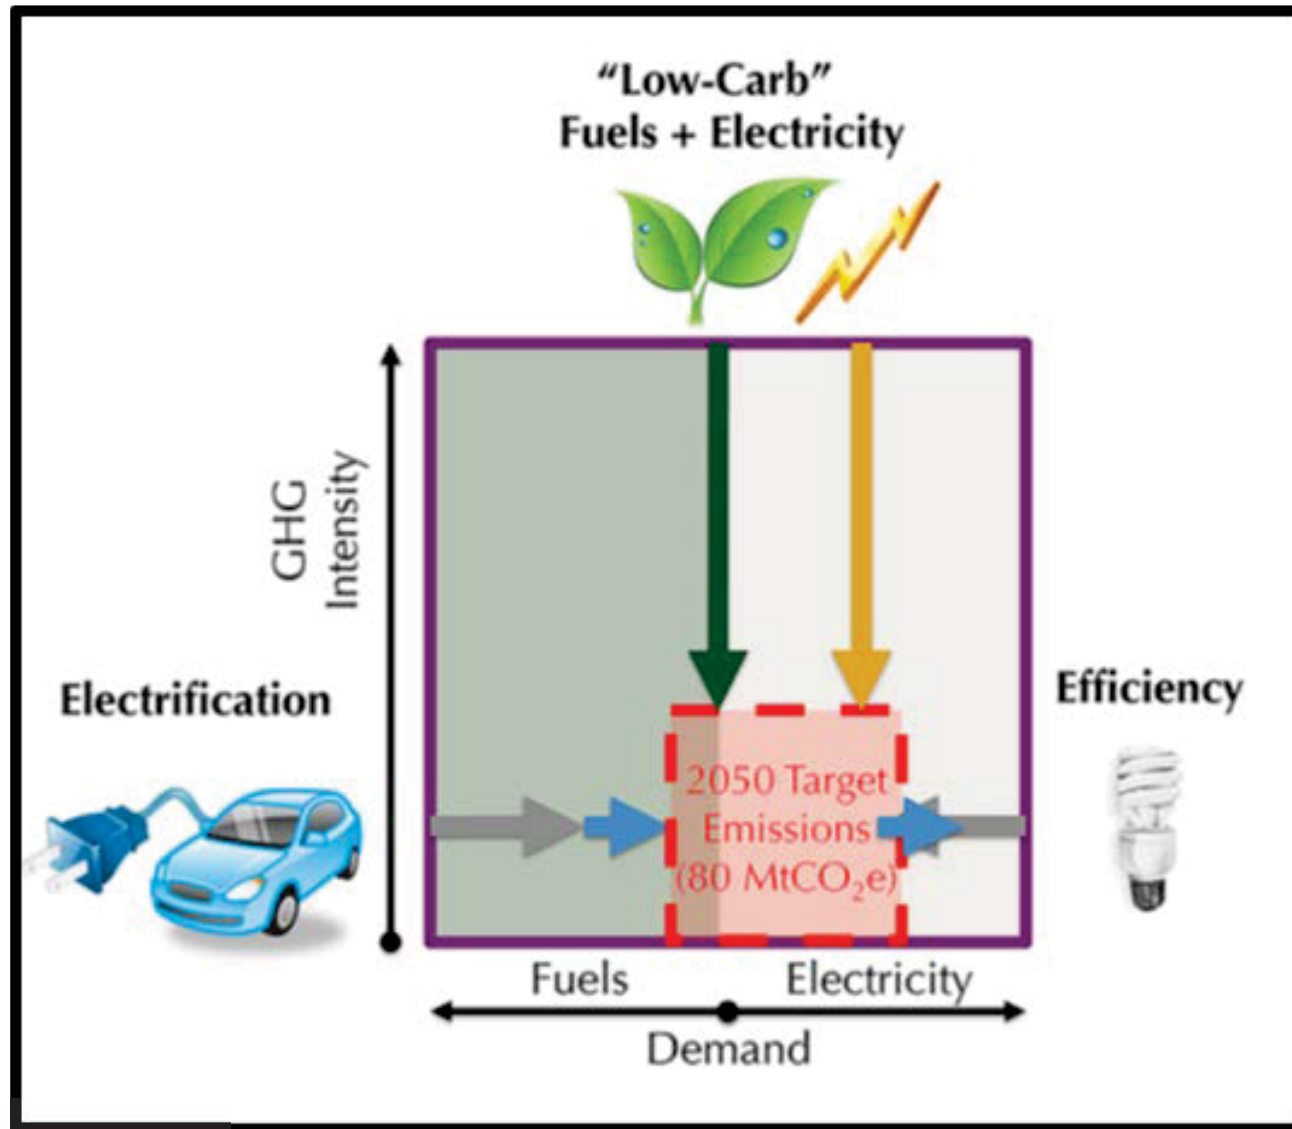 “Low-Carb”
Fuels + Electricity
GHG
Intensity
Electrification
Efficiency
2050 Target
Emissions
(80 MtCO₂e)
Fuels
Electricity
Demand